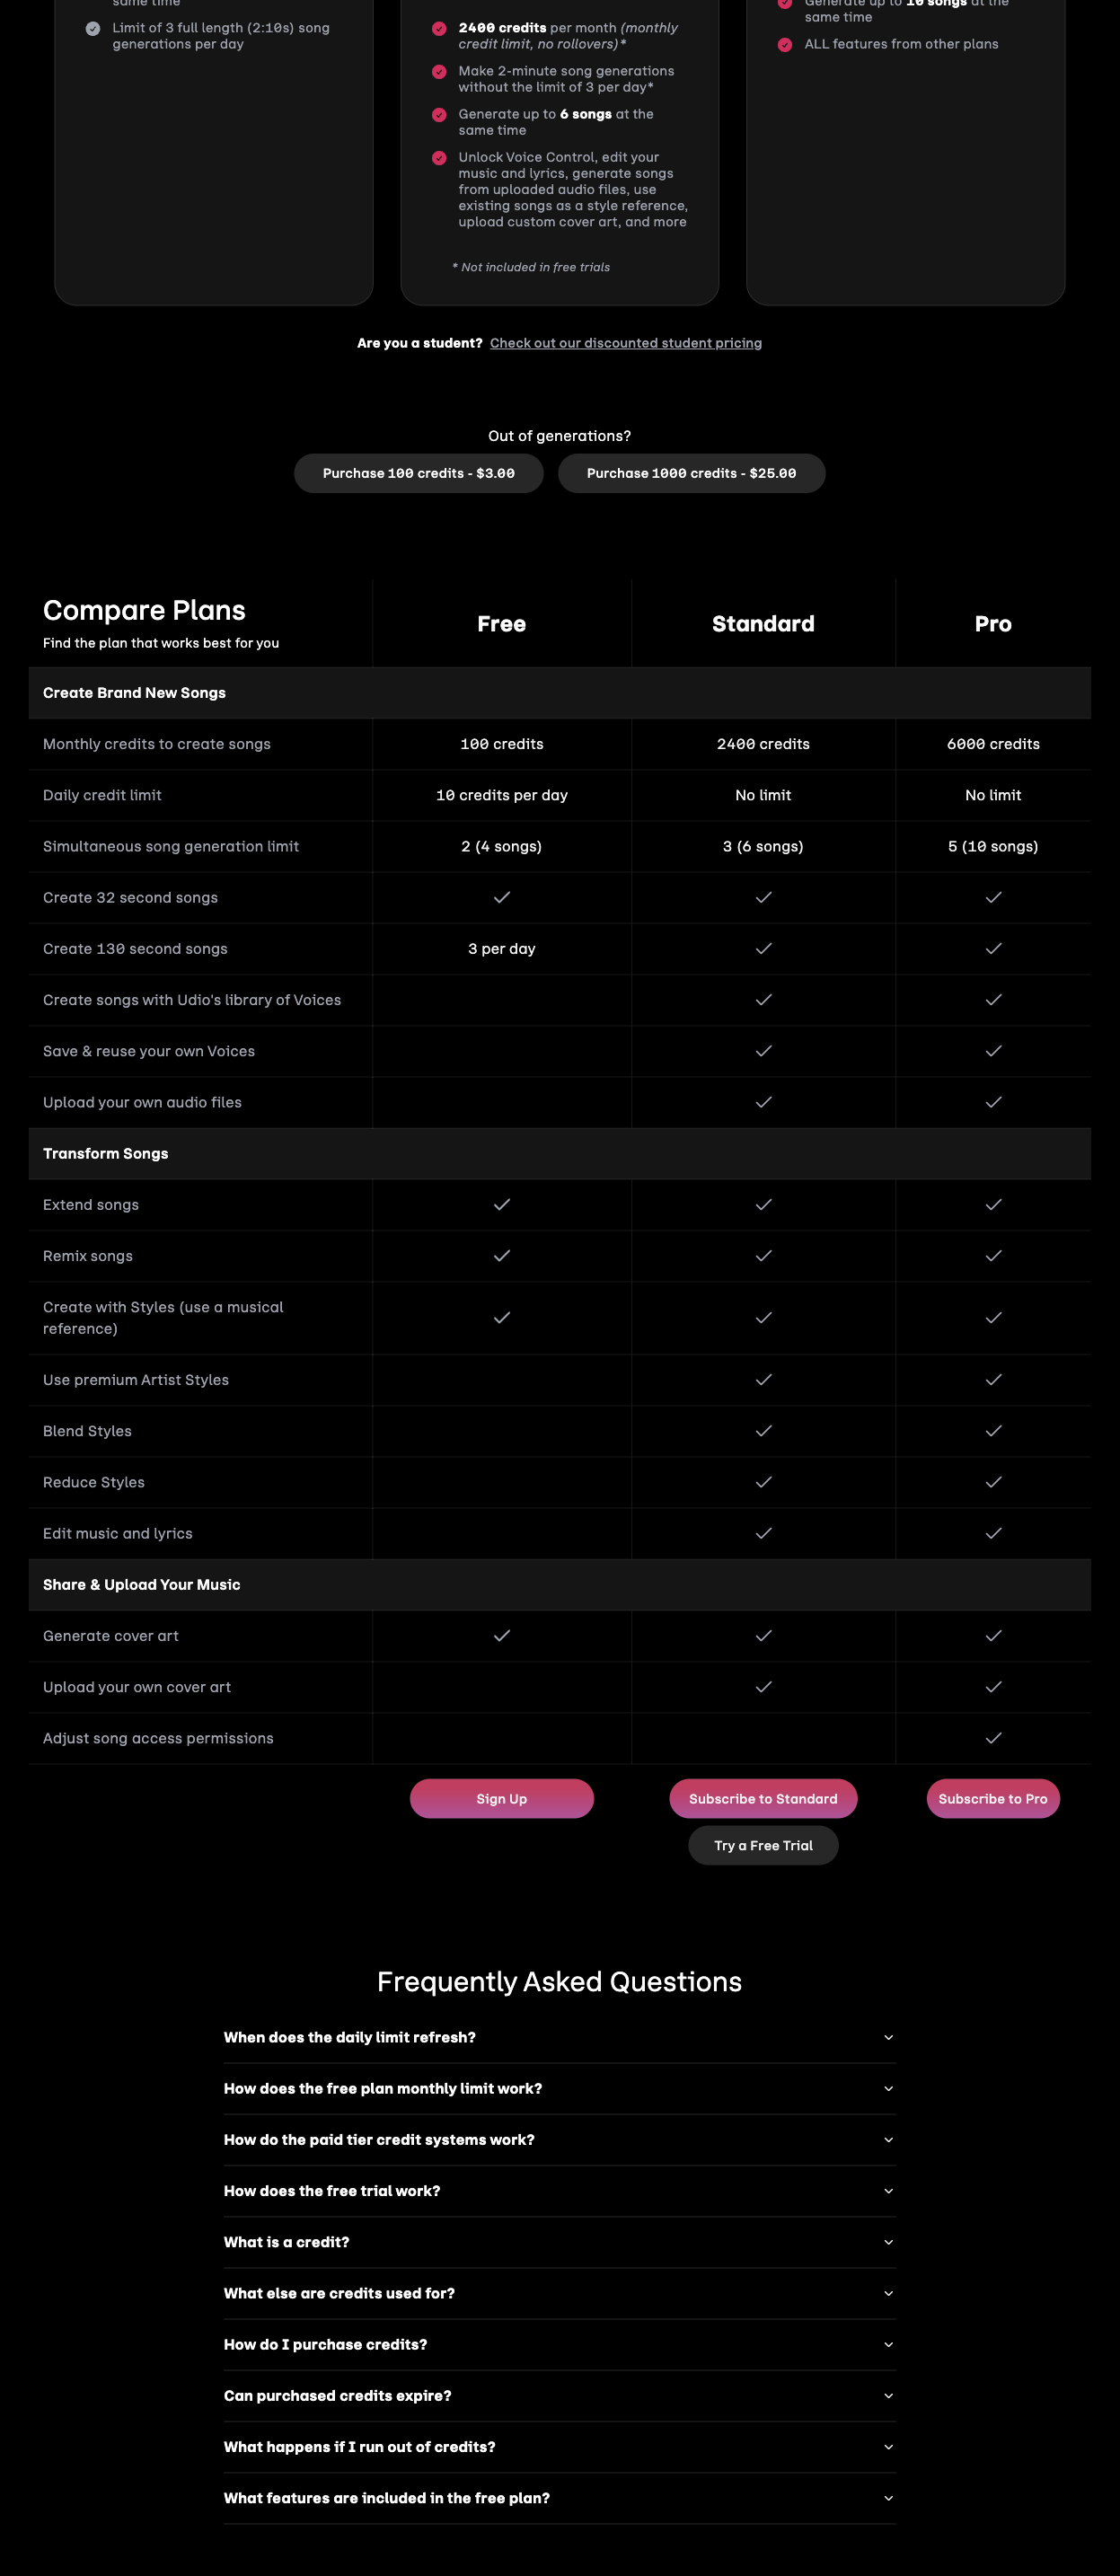 same time
Limit of 3 full length (2:10s) song
generations per day
2400 credits per month (monthly
credit limit, no rollovers)*
Make 2-minute song generations
without the limit of 3 per day*
Generate up to 6 songs at the
same time
Unlock Voice Control, edit your
music and lyrics, generate songs
from uploaded audio files, use
existing songs as a style reference,
upload custom cover art, and more
* Not included in free trials
Generate up to 10 songs at the
same time
ALL features from other plans
Are you a student? Check out our discounted student pricing
Out of generations?
Purchase 100 credits - $3.00
Purchase 1000 credits - $25.00
Compare Plans
Find the plan that works best for you
Free
Standard
Pro
Create Brand New Songs
Monthly credits to create songs
100 credits
2400 credits
6000 credits
Daily credit limit
10 credits per day
No limit
No limit
Simultaneous song generation limit
2 (4 songs)
3 (6 songs)
5 (10 songs)
Create 32 second songs
Create 130 second songs
3 per day
Create songs with Udio's library of Voices
Save & reuse your own Voices
Upload your own audio files
Transform Songs
Extend songs
Remix songs
Create with Styles (use a musical
reference)
Use premium Artist Styles
Blend Styles
Reduce Styles
Edit music and lyrics
Share & Upload Your Music
Generate cover art
Upload your own cover art
Adjust song access permissions
Sign Up
Subscribe to Standard
Subscribe to Pro
Try a Free Trial
Frequently Asked Questions
When does the daily limit refresh?
How does the free plan monthly limit work?
How do the paid tier credit systems work?
How does the free trial work?
What is a credit?
What else are credits used for?
How do I purchase credits?
Can purchased credits expire?
What happens if I run out of credits?
What features are included in the free plan?